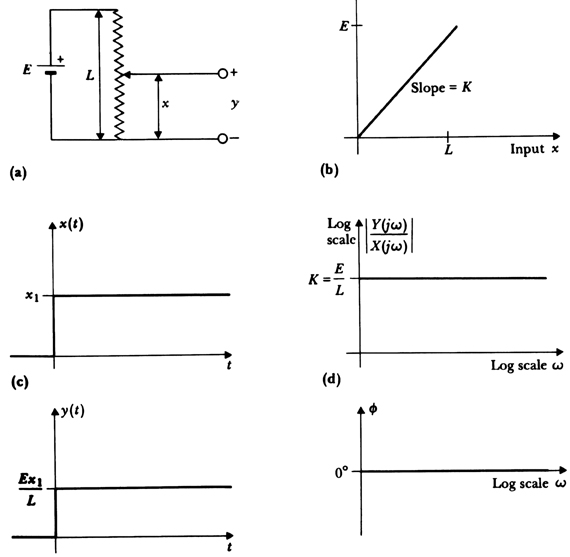 E
+
L
x
+
y
−
(a)
E
Slope = K
L
Input x
(b)
x(t)
x₁
t
(c)
Log scale |Y(jω)/X(jω)|
K = E/L
Log scale ω
(d)
y(t)
Ex₁/L
t
ϕ
0°
Log scale ω